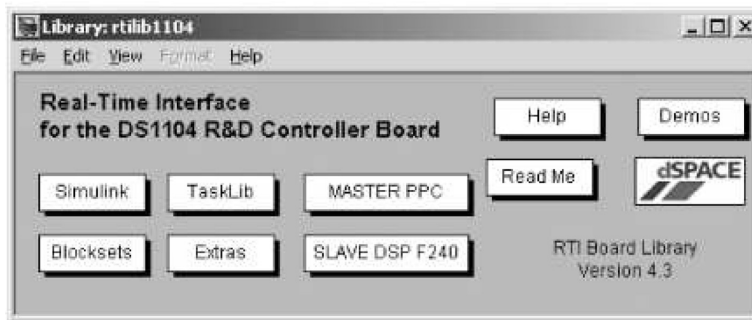 Library: rtilib1104
File Edit View Format Help
Real-Time Interface
for the DS1104 R&D Controller Board
Help Demos
Read Me dSPACE
Simulink TaskLib MASTER PPC
Blocksets Extras SLAVE DSP F240
RTI Board Library
Version 4.3